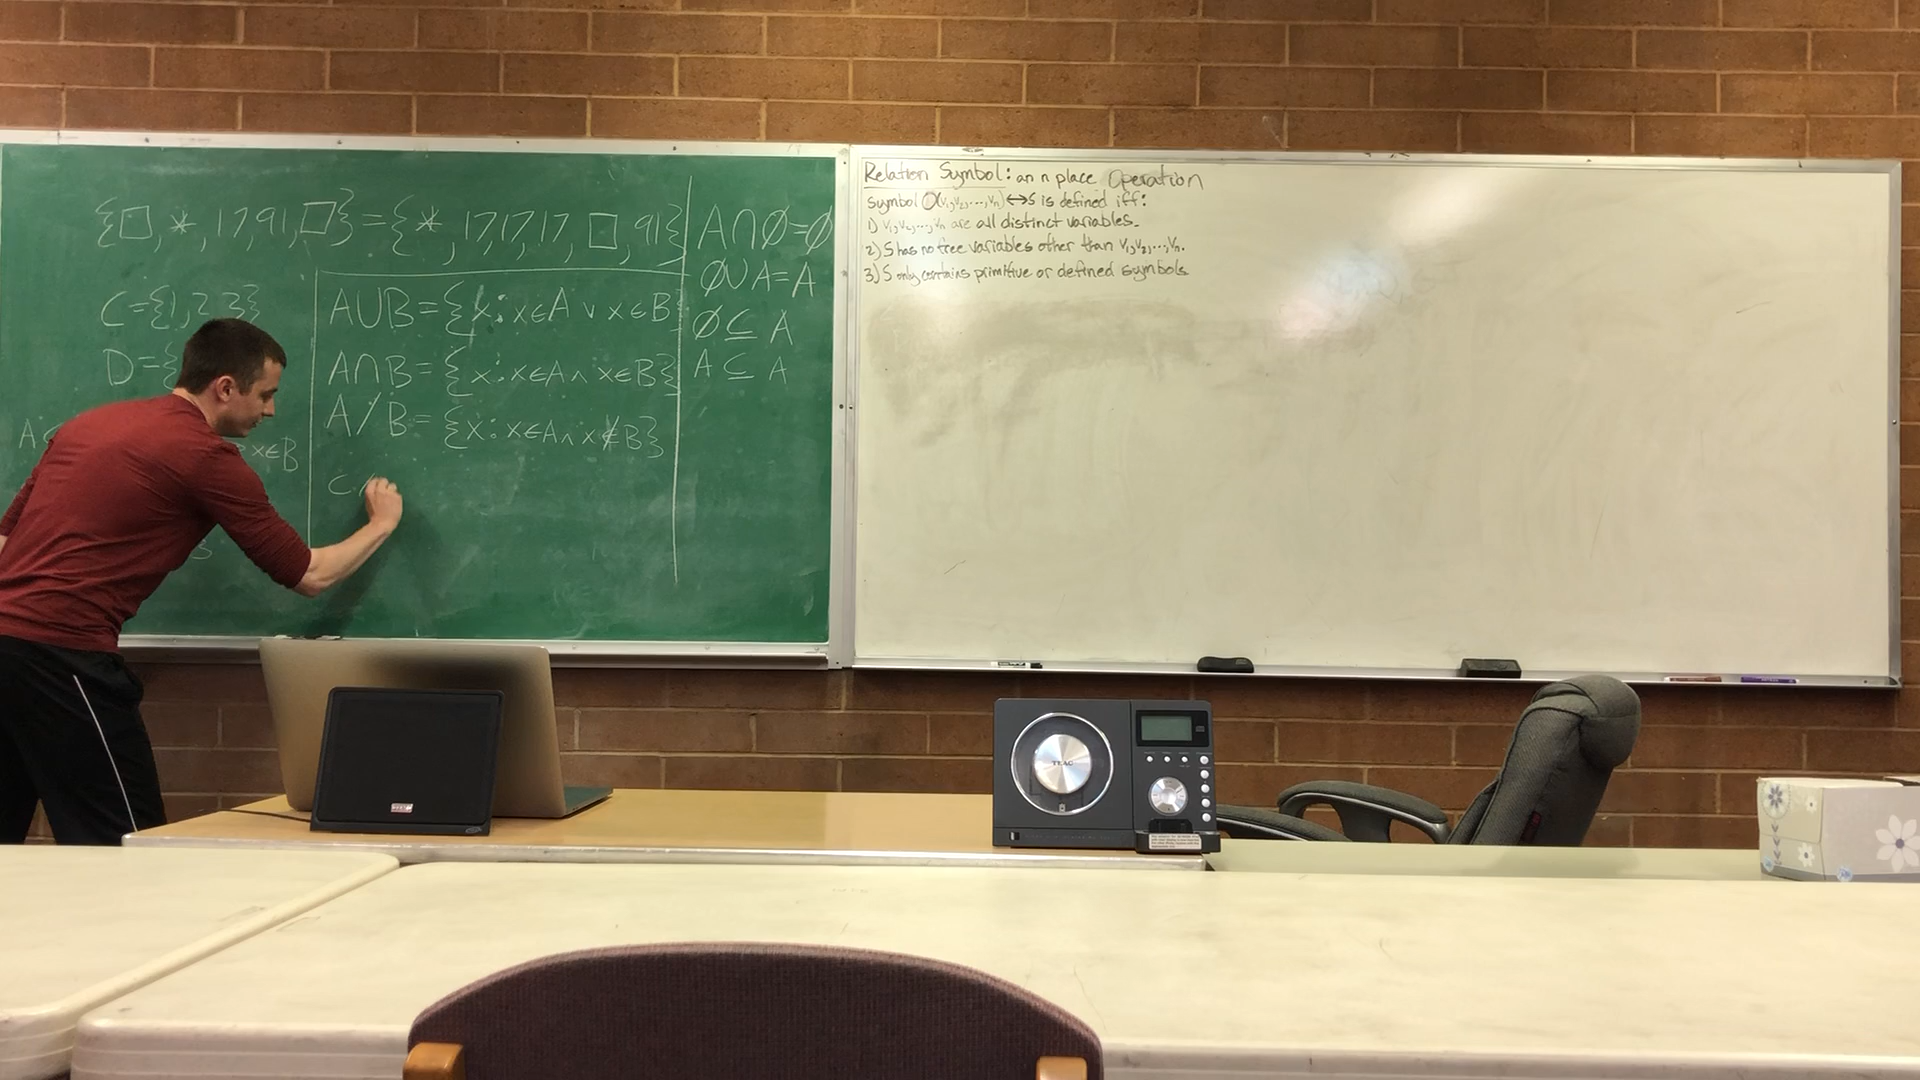 {□, *, 17, 91, □} = {*, 17, 17, 17, □, 91}
C={1, 2, 3}
D={
x∈B
3
A∪B={x: x∈A ∨ x∈B}
A∩B={x: x∈A ∧ x∈B}
A/B={x: x∈A ∧ x∉B}
C
A∩∅=∅
∅∪A=A
∅⊆A
A⊆A
Relation Symbol: an n place Operation
symbol O(v₁,v₂,...,vₙ)↔S is defined iff:
1) v₁,v₂,...,vₙ are all distinct variables.
2) S has no free variables other than v₁,v₂,...,vₙ.
3) S only contains primitive or defined symbols
TEAC